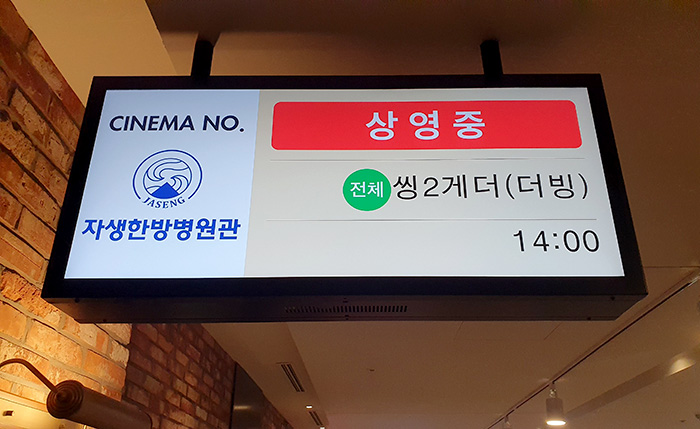 CINEMA NO.
JASENG
자생한방병원관
상영중
전체 씽2게더(더빙)
14:00